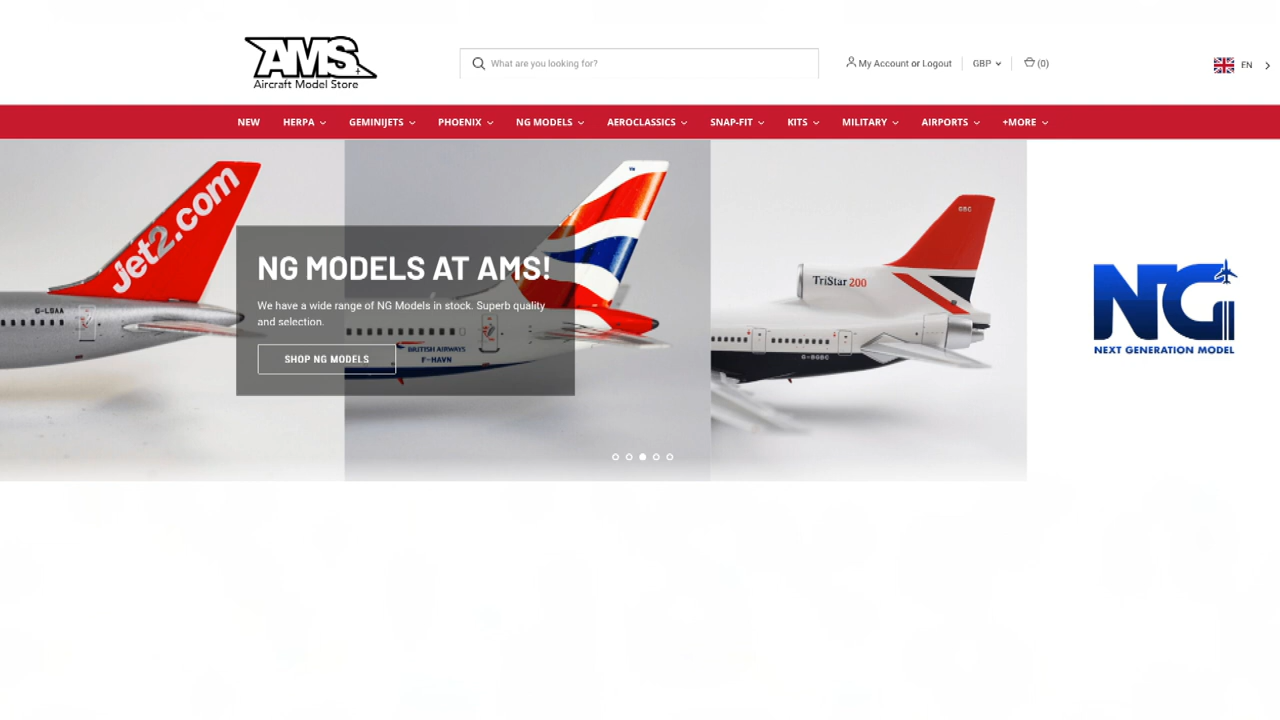 AMS
Aircraft Model Store
What are you looking for?
My Account or Logout
GBP
(0)
EN
NEW
HERPA
GEMINIJETS
PHOENIX
NG MODELS
AEROCLASSICS
SNAP-FIT
KITS
MILITARY
AIRPORTS
+MORE
Jet2.com
G-LSAA
NG MODELS AT AMS!
We have a wide range of NG Models in stock. Superb quality
and selection.
SHOP NG MODELS
BRITISH AIRWAYS
F-HAVN
TriStar 200
GBC
G-BGBC
NG
NEXT GENERATION MODEL